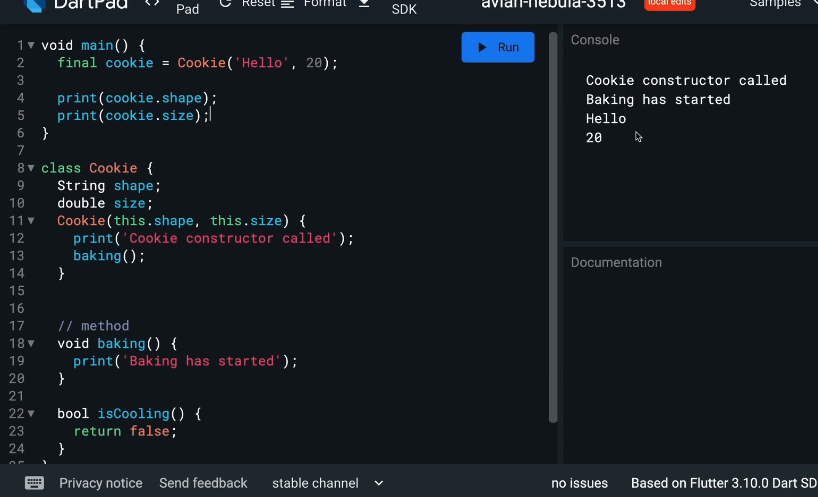 DartPad
<>
Pad
Reset
Format
SDK
avian-nebula-3513
local edits
Samples
1 void main() {
2 final cookie = Cookie('Hello', 20);
3
4 print(cookie.shape);
5 print(cookie.size);
6 }
7
8 class Cookie {
9 String shape;
10 double size;
11 Cookie(this.shape, this.size) {
12 print('Cookie constructor called');
13 baking();
14 }
15
16
17 // method
18 void baking() {
19 print('Baking has started');
20 }
21
22 bool isCooling() {
23 return false;
24 }
Run
Console
Cookie constructor called
Baking has started
Hello
20
Documentation
Privacy notice
Send feedback
stable channel
no issues
Based on Flutter 3.10.0 Dart SD